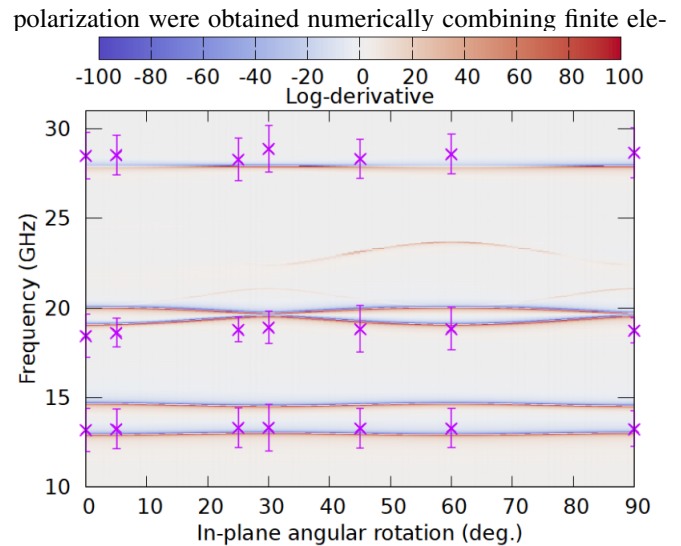 polarization were obtained numerically combining finite ele-
-100 -80 -60 -40 -20 0 20 40 60 80 100
Log-derivative
30
25
20
15
10
Frequency (GHz)
0 10 20 30 40 50 60 70 80 90
In-plane angular rotation (deg.)